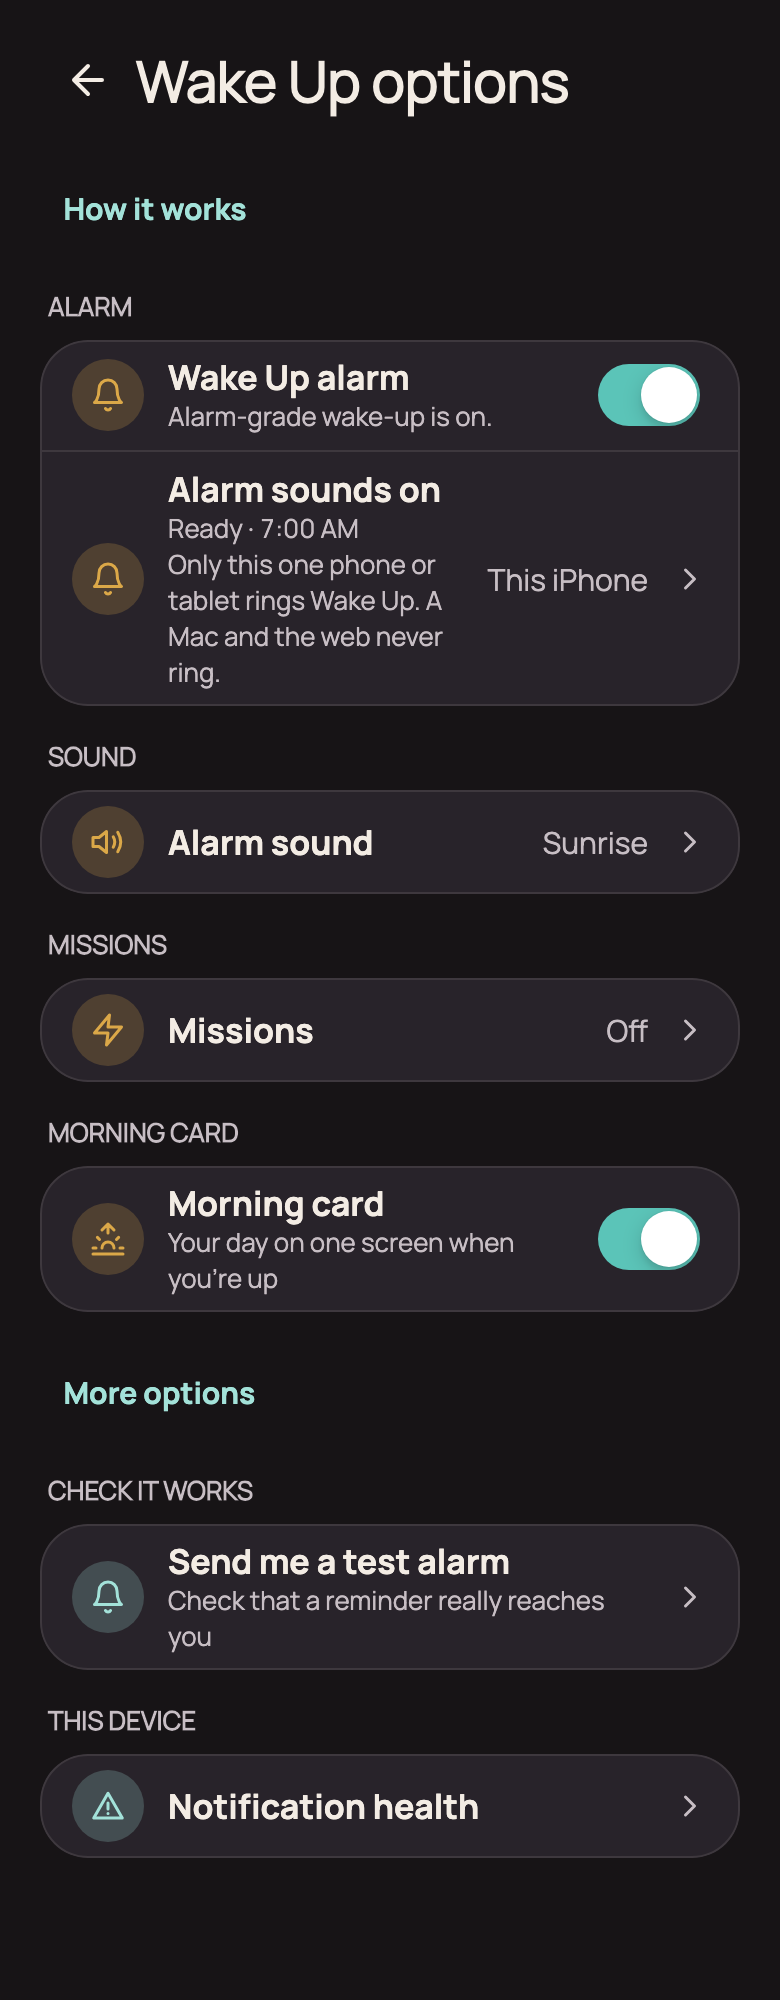 Wake Up options
How it works
ALARM
Wake Up alarm
Alarm-grade wake-up is on.
Alarm sounds on
Ready · 7:00 AM
Only this one phone or
tablet rings Wake Up. A
Mac and the web never
ring.
This iPhone
SOUND
Alarm sound
Sunrise
MISSIONS
Missions
Off
MORNING CARD
Morning card
Your day on one screen when
you’re up
More options
CHECK IT WORKS
Send me a test alarm
Check that a reminder really reaches
you
THIS DEVICE
Notification health